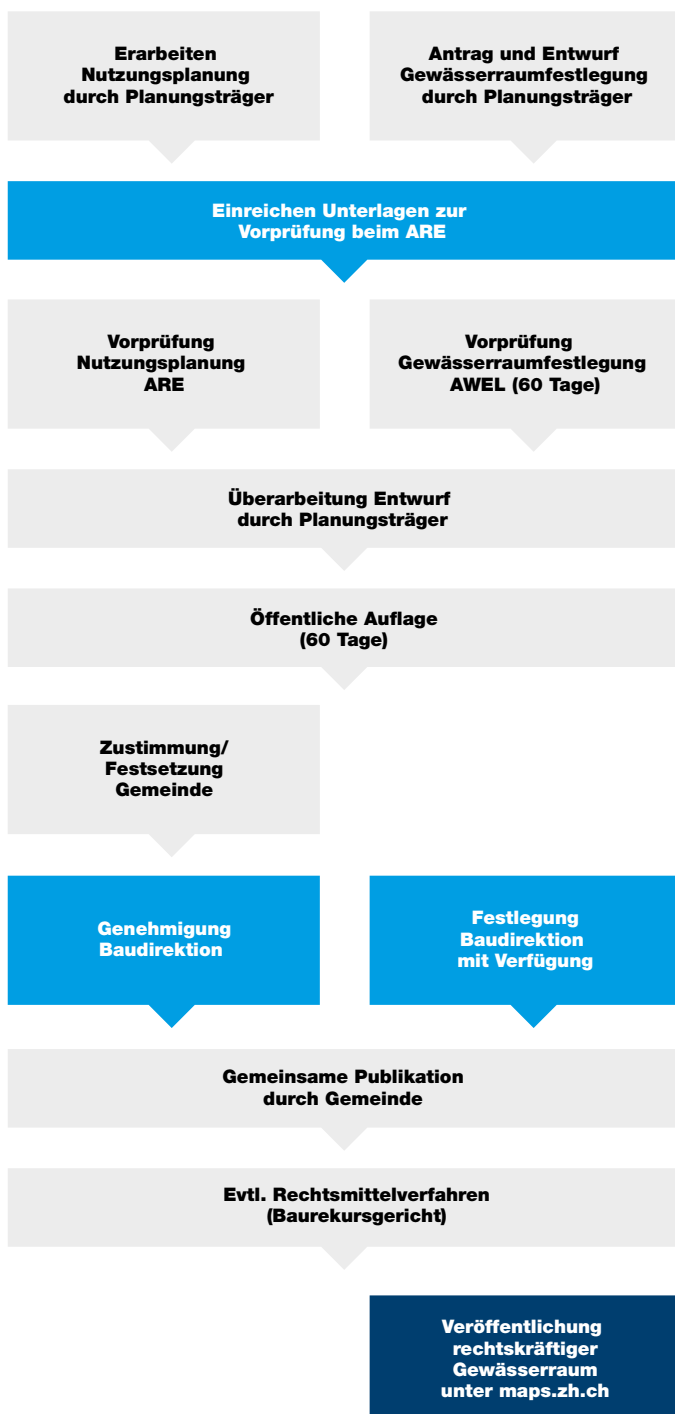 Erarbeiten
Nutzungsplanung
durch Planungsträger
Antrag und Entwurf
Gewässerraumfestlegung
durch Planungsträger
Einreichen Unterlagen zur
Vorprüfung beim ARE
Vorprüfung
Nutzungsplanung
ARE
Vorprüfung
Gewässerraumfestlegung
AWEL (60 Tage)
Überarbeitung Entwurf
durch Planungsträger
Öffentliche Auflage
(60 Tage)
Zustimmung/
Festsetzung
Gemeinde
Genehmigung
Baudirektion
Festlegung
Baudirektion
mit Verfügung
Gemeinsame Publikation
durch Gemeinde
Evtl. Rechtsmittelverfahren
(Baurekursgericht)
Veröffentlichung
rechtskräftiger
Gewässerraum
unter maps.zh.ch